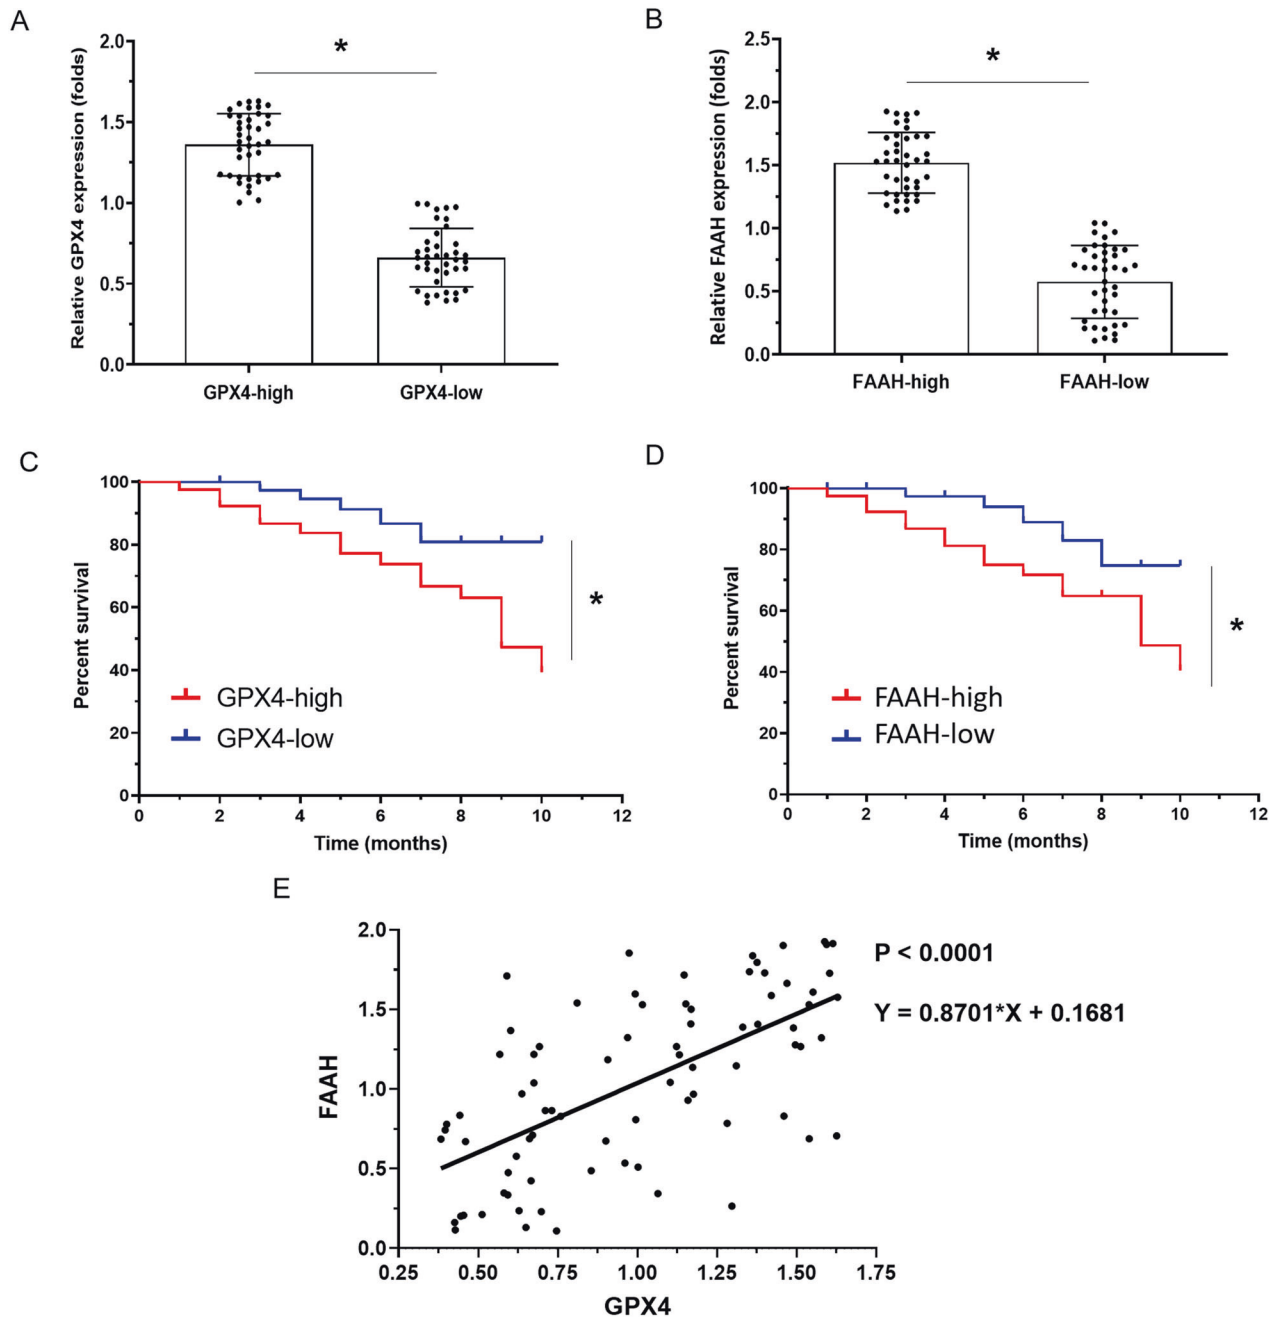 A
Relative GPX4 expression (folds)
2.0
1.5
1.0
0.5
0.0
*
GPX4-high GPX4-low
B
Relative FAAH expression (folds)
2.5
2.0
1.5
1.0
0.5
0.0
*
FAAH-high FAAH-low
C
Percent survival
100
80
60
40
20
0
GPX4-high
GPX4-low
*
0 2 4 6 8 10 12
Time (months)
D
Percent survival
100
80
60
40
20
0
FAAH-high
FAAH-low
*
0 2 4 6 8 10 12
Time (months)
E
FAAH
2.0
1.5
1.0
0.5
0.0
P < 0.0001
Y = 0.8701*X + 0.1681
0.25 0.50 0.75 1.00 1.25 1.50 1.75
GPX4